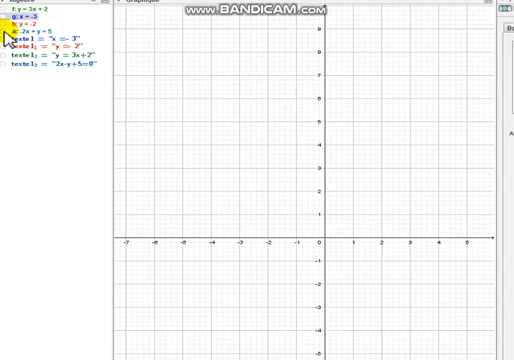 Algèbre
Graphique
www.BANDICAM.com
f: y = 3x + 2
g: x = -3
h: y = -2
a: -2x + y = 5
texte1 = "x =- 3"
texte1₁ = "y =- 2"
texte1₂ = "y = 3x+2"
texte1₃ = "2x-y+5=0"
9
8
7
6
5
4
3
2
1
-7 -6 -5 -4 -3 -2 -1 0 1 2 3 4 5
-1
-2
-3
-4
-5